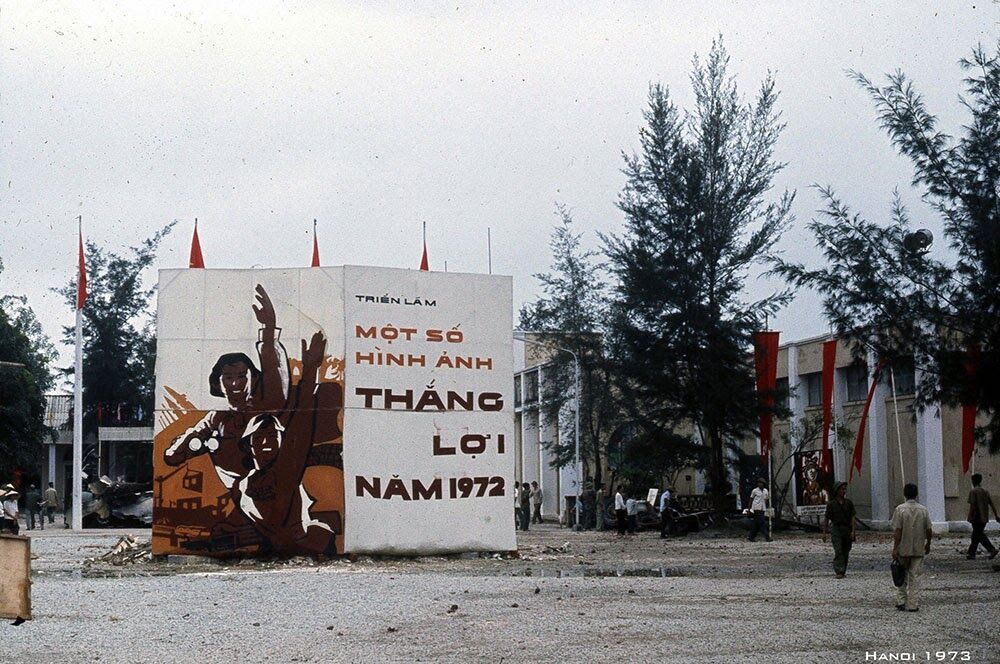 TRIỂN LÃM
MỘT SỐ
HÌNH ẢNH
THẮNG
LỢI
NĂM 1972
HANOI 1973